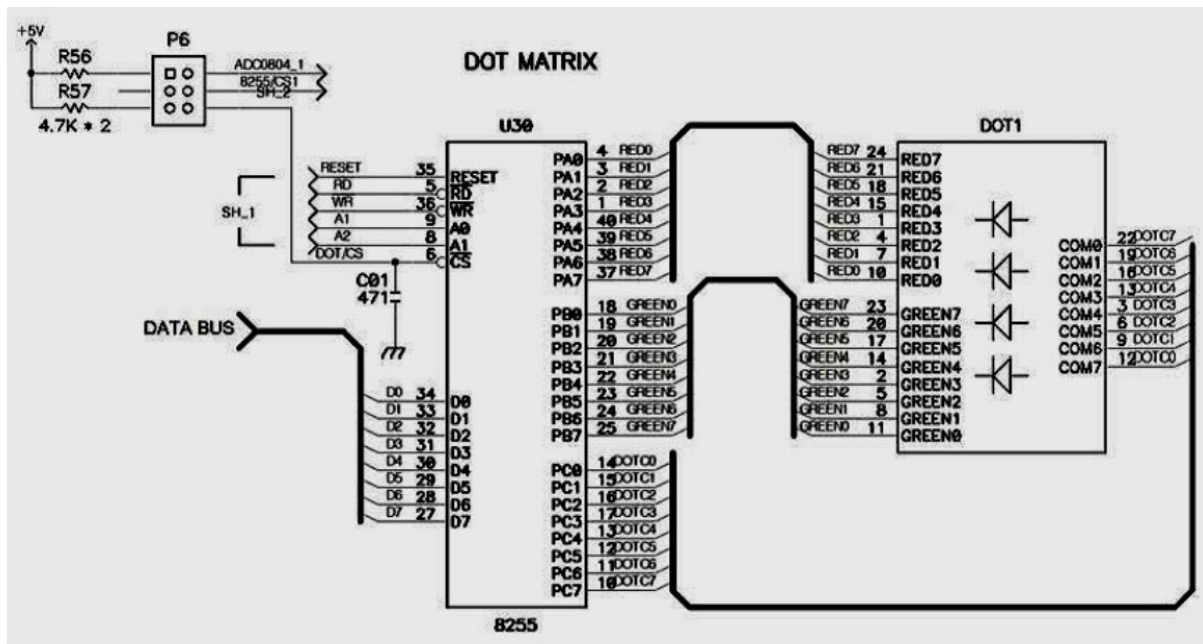 +5V
P6
R56
ADC0804_1
8255/CS1
SH_2
R57
4.7K * 2
DOT MATRIX
U30
DOT1
RESET 35 RESET
RD 5 RD
WR 36 WR
A1 9 A0
A2 8 A1
DOT/CS 6 CS
SH_1
C01
471
DATA BUS
D0 34 D0
D1 33 D1
D2 32 D2
D3 31 D3
D4 30 D4
D5 29 D5
D6 28 D6
D7 27 D7
PA0 4 RED0
PA1 3 RED1
PA2 2 RED2
PA3 1 RED3
PA4 40 RED4
PA5 39 RED5
PA6 38 RED6
PA7 37 RED7
PB0 18 GREEN0
PB1 19 GREEN1
PB2 20 GREEN2
PB3 21 GREEN3
PB4 22 GREEN4
PB5 23 GREEN5
PB6 24 GREEN6
PB7 25 GREEN7
PC0 14 DOTC0
PC1 15 DOTC1
PC2 16 DOTC2
PC3 17 DOTC3
PC4 13 DOTC4
PC5 12 DOTC5
PC6 11 DOTC6
PC7 10 DOTC7
8255
RED7 24 RED7
RED6 21 RED6
RED5 18 RED5
RED4 15 RED4
RED3 1 RED3
RED2 4 RED2
RED1 7 RED1
RED0 10 RED0
GREEN7 23 GREEN7
GREEN6 20 GREEN6
GREEN5 17 GREEN5
GREEN4 14 GREEN4
GREEN3 2 GREEN3
GREEN2 5 GREEN2
GREEN1 8 GREEN1
GREEN0 11 GREEN0
COM0 22 DOTC7
COM1 19 DOTC6
COM2 16 DOTC5
COM3 13 DOTC4
COM4 3 DOTC3
COM5 6 DOTC2
COM6 9 DOTC1
COM7 12 DOTC0